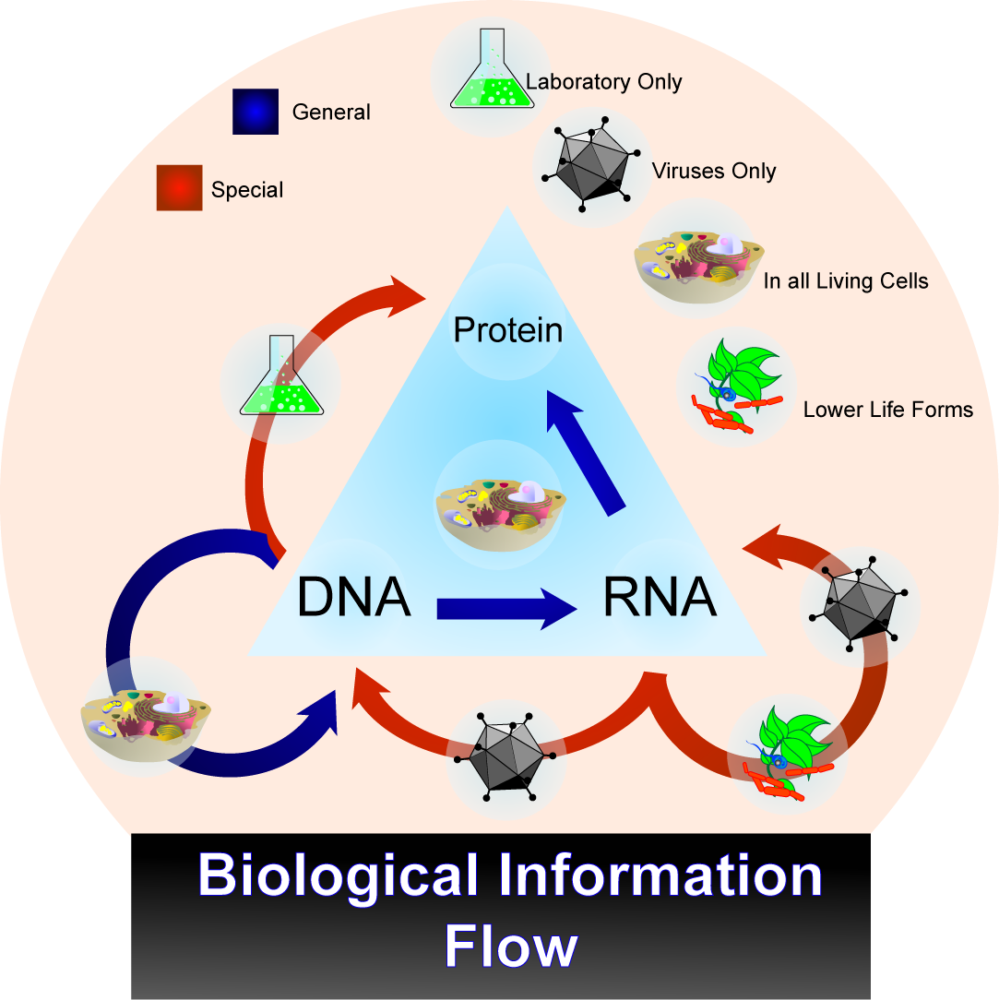 Laboratory Only
General
Viruses Only
Special
In all Living Cells
Protein
Lower Life Forms
DNA
RNA
Biological Information
Flow